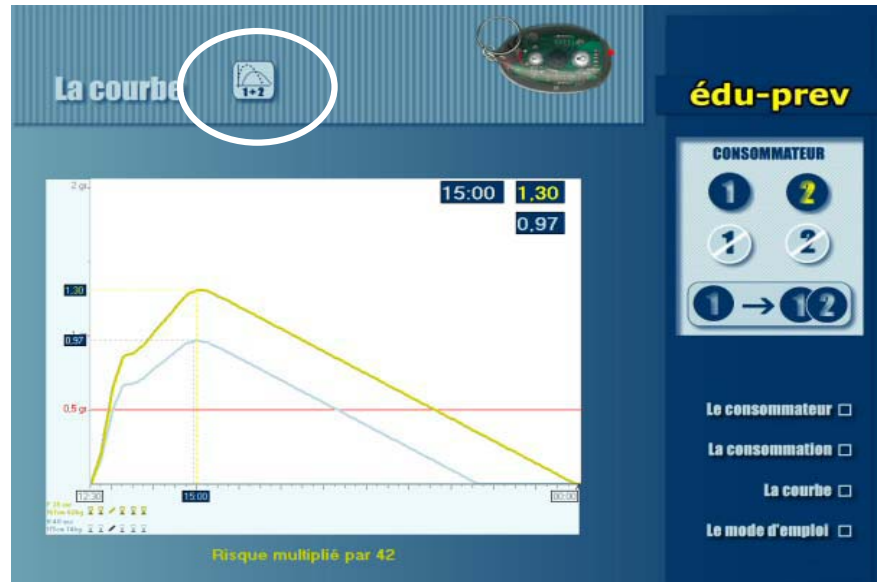 La courbe
1+2
édu-prev
CONSOMMATEUR
1 2
1 2
1 → 1 2
2 gr.
15:00 1,30
0,97
1,30
0,97
0,5 gr.
12:30 15:00 00:00
Risque multiplié par 42
Le consommateur
La consommation
La courbe
Le mode d'emploi